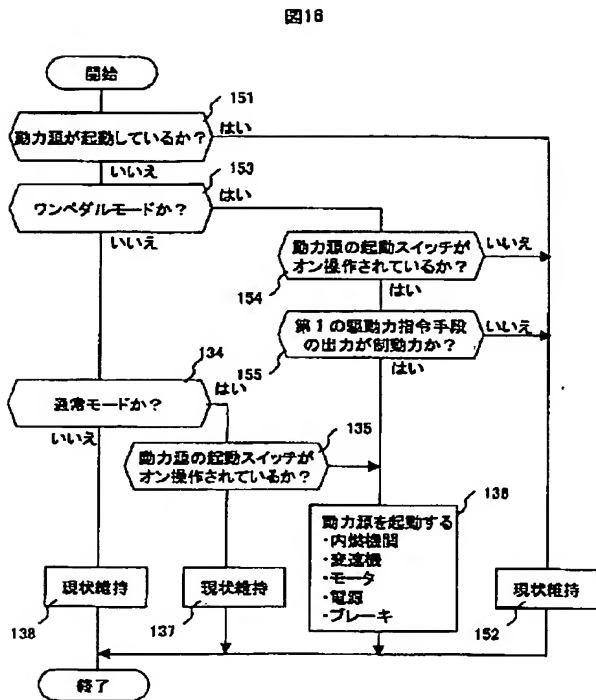 図16
開始
151
動力源が起動しているか？
はい
いいえ
153
ワンペダルモードか？
はい
いいえ
動力源の起動スイッチが
オン操作されているか？
いいえ
154
はい
第1の駆動力指令手段
の出力が制動力か？
いいえ
155
はい
134
通常モードか？
はい
いいえ
135
動力源の起動スイッチが
オン操作されているか？
136
動力源を起動する
・内燃機関
・変速機
・モータ
・電源
・ブレーキ
現状維持
138
現状維持
137
現状維持
152
終了